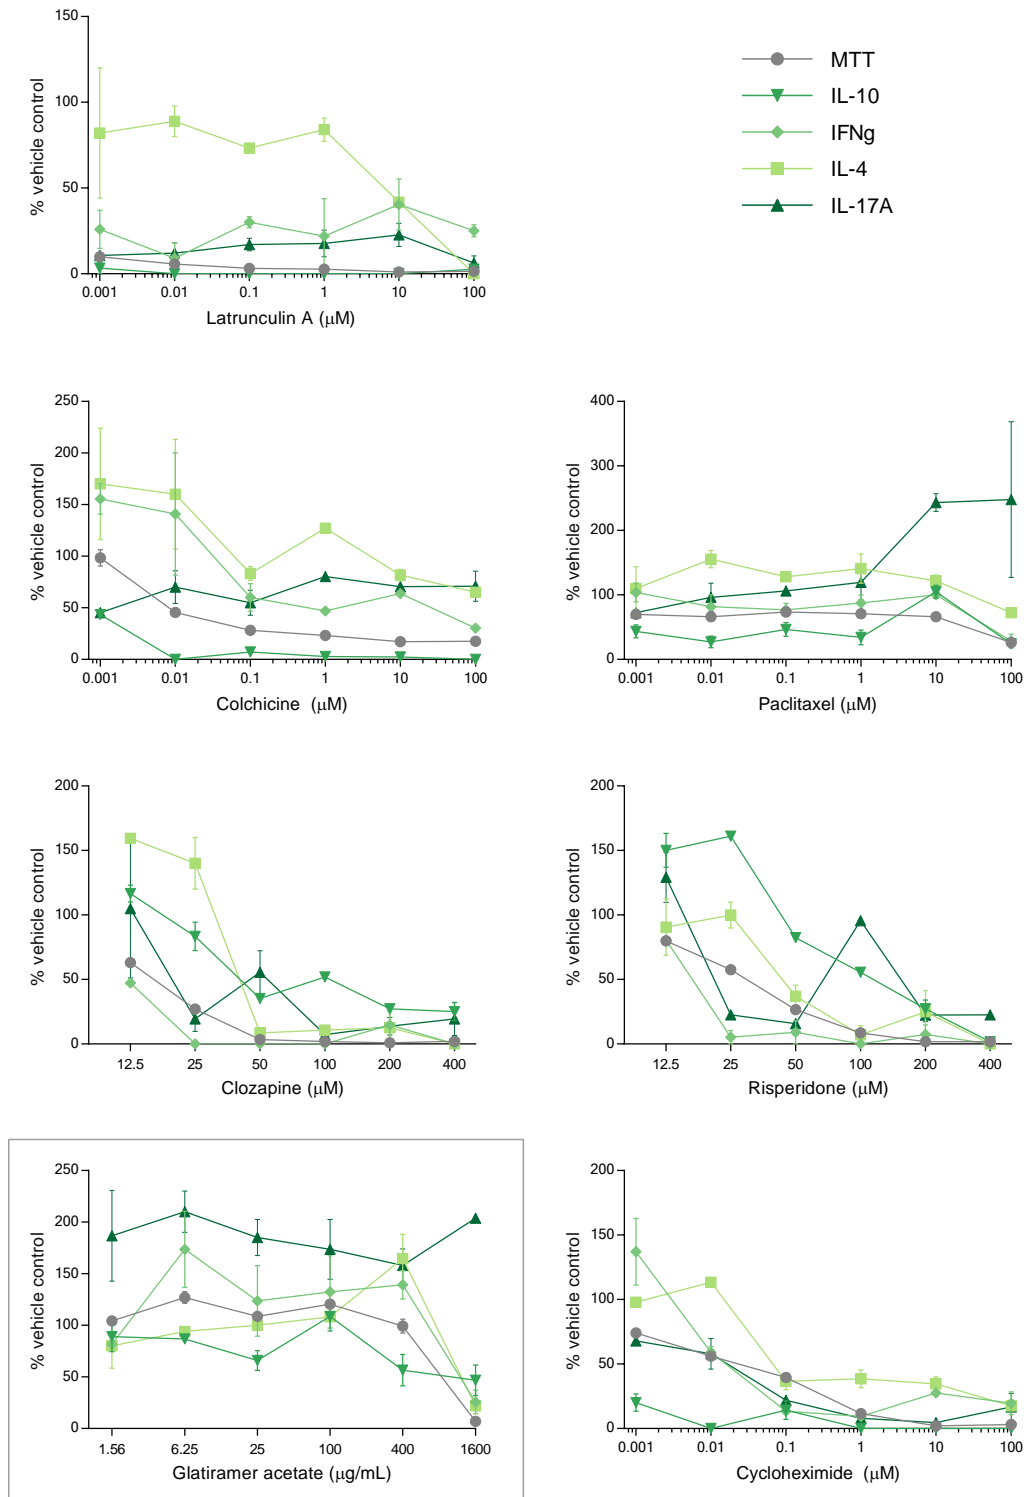 150
100
50
0
% vehicle control
0.001 0.01 0.1 1 10 100
Latrunculin A (μM)
MTT
IL-10
IFNg
IL-4
IL-17A
250
200
150
100
50
0
% vehicle control
0.001 0.01 0.1 1 10 100
Colchicine (μM)
400
300
200
100
0
% vehicle control
0.001 0.01 0.1 1 10 100
Paclitaxel (μM)
200
150
100
50
0
% vehicle control
12.5 25 50 100 200 400
Clozapine (μM)
200
150
100
50
0
% vehicle control
12.5 25 50 100 200 400
Risperidone (μM)
250
200
150
100
50
0
% vehicle control
1.56 6.25 25 100 400 1600
Glatiramer acetate (μg/mL)
200
150
100
50
0
% vehicle control
0.001 0.01 0.1 1 10 100
Cycloheximide (μM)